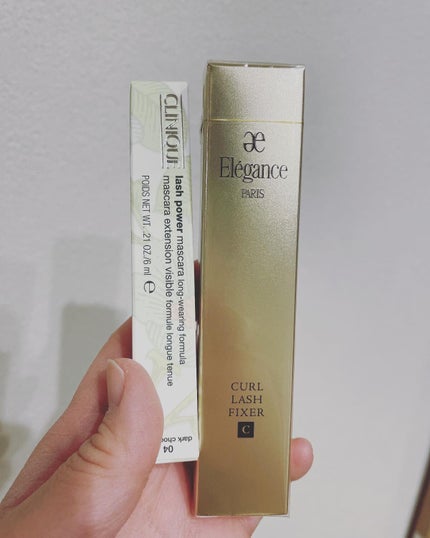 CLINIQUE
lash power mascara long-wearing formula
mascara extension visible formule longue tenue
POIDS NET WT. .21 OZ/6 ml e
04
dark choc
æ
Elégance
PARIS
CURL
LASH
FIXER
C